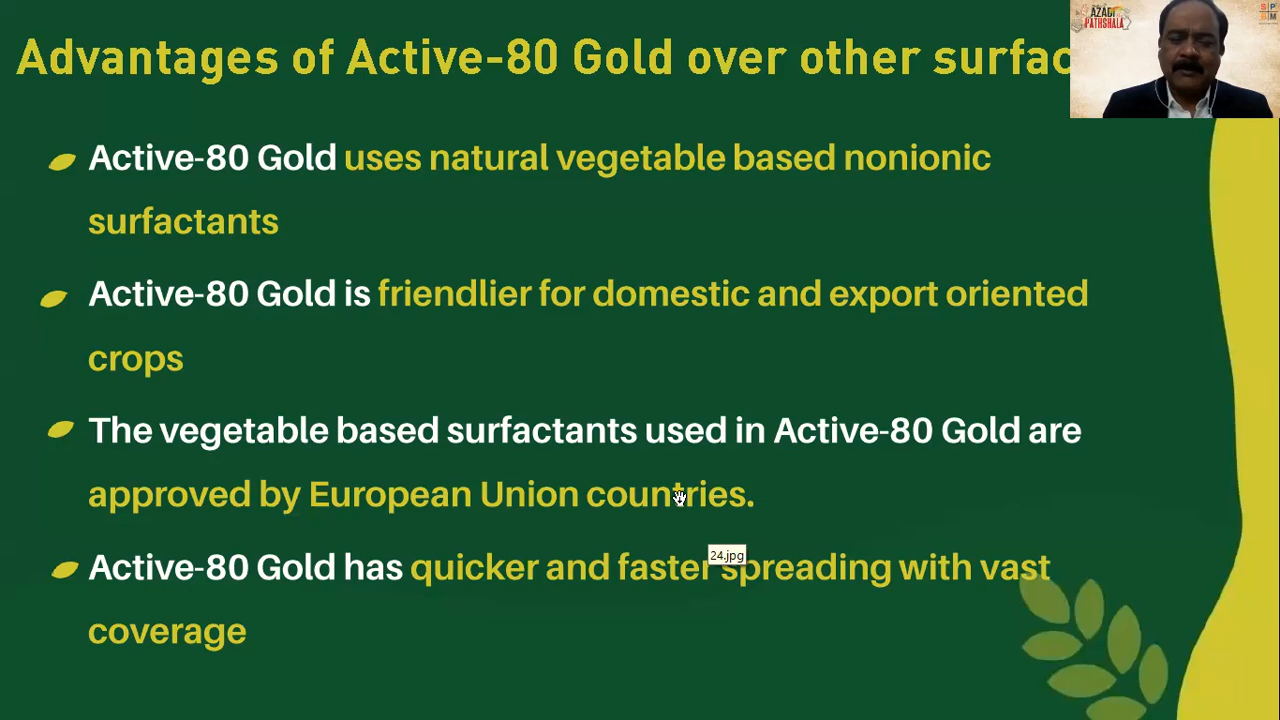 Advantages of Active-80 Gold over other surfac
AZADI
PATHSHALA
S P
S M
Active-80 Gold uses natural vegetable based nonionic
surfactants
Active-80 Gold is friendlier for domestic and export oriented
crops
The vegetable based surfactants used in Active-80 Gold are
approved by European Union countries.
24.jpg
Active-80 Gold has quicker and faster spreading with vast
coverage